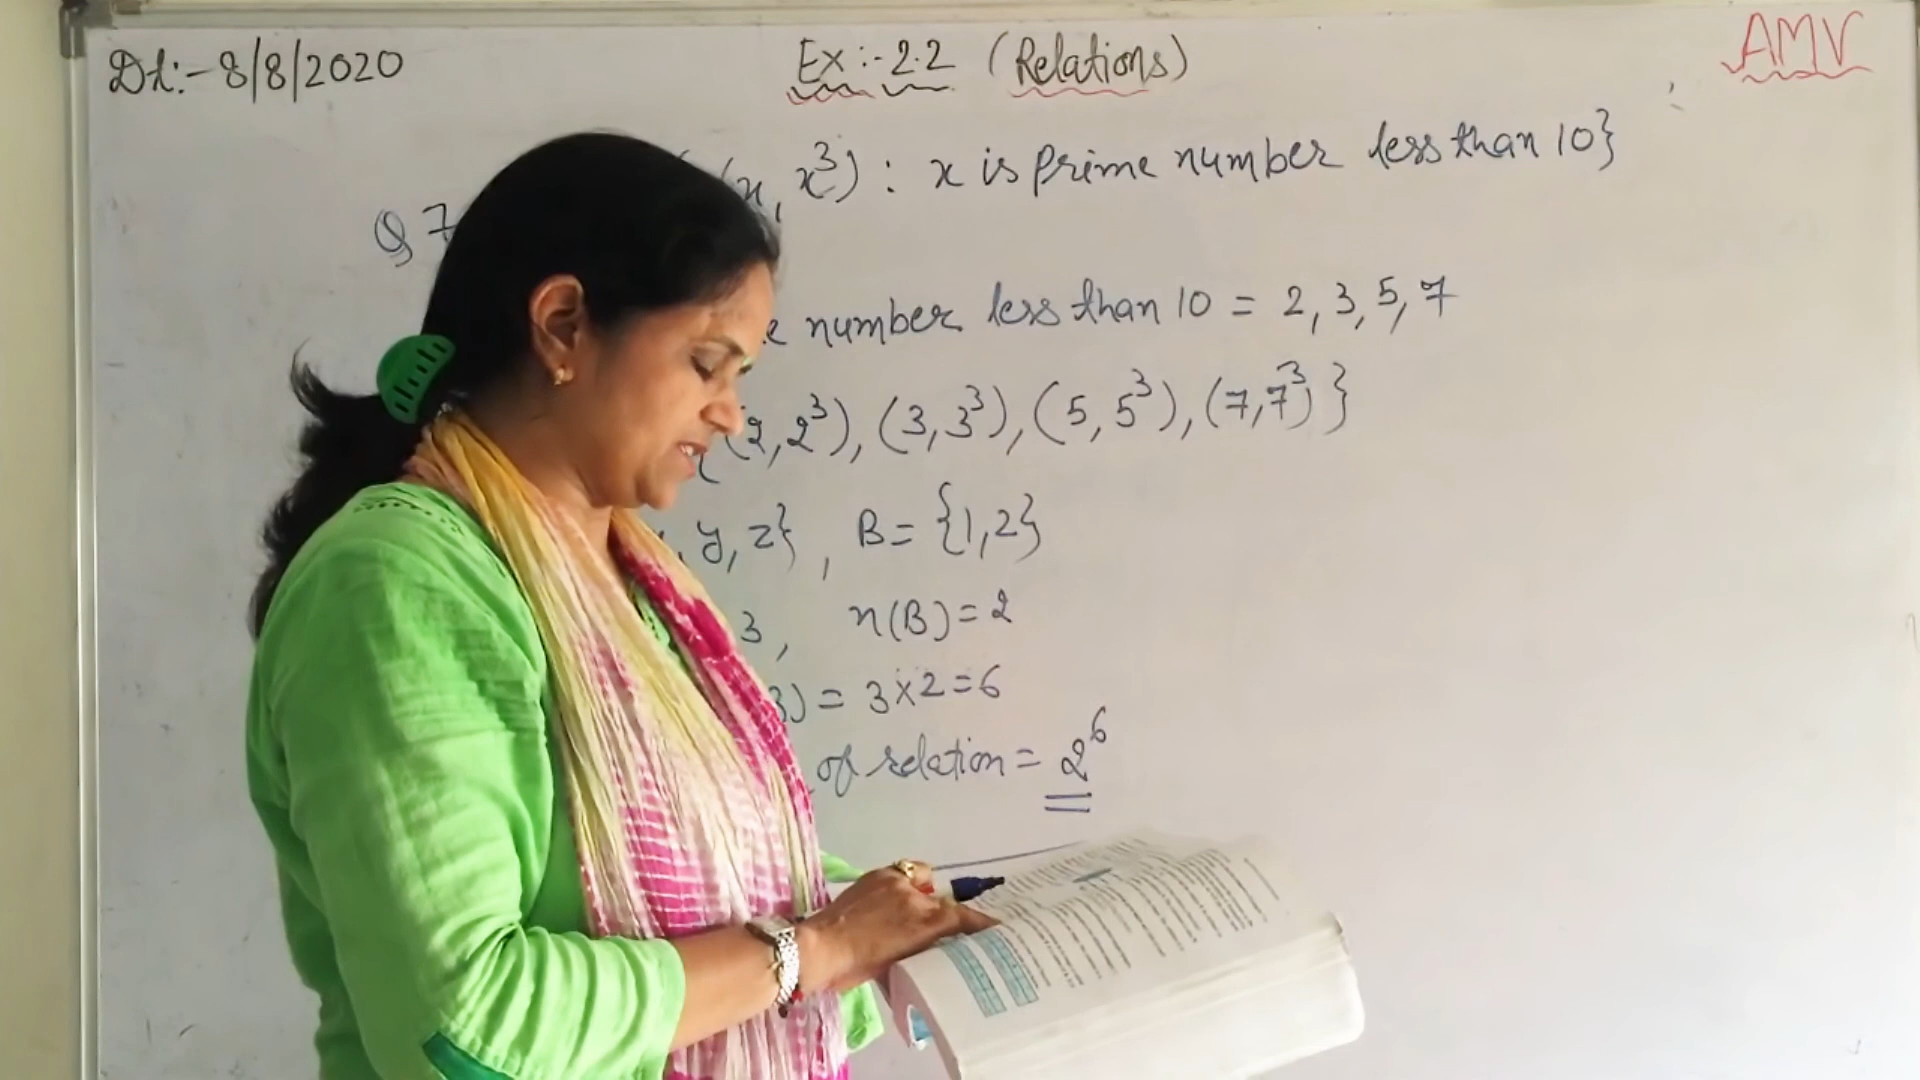 Dt:- 8/8/2020
Ex:- 2.2 (Relations)
AMV
Q 7 (x, x³) : x is prime number less than 10}
e number less than 10 = 2, 3, 5, 7
{(2, 2³), (3, 3³), (5, 5³), (7, 7³)}
, y, z}, B = {1,2}
3, n(B) = 2
B) = 3×2=6
of relation = 2⁶